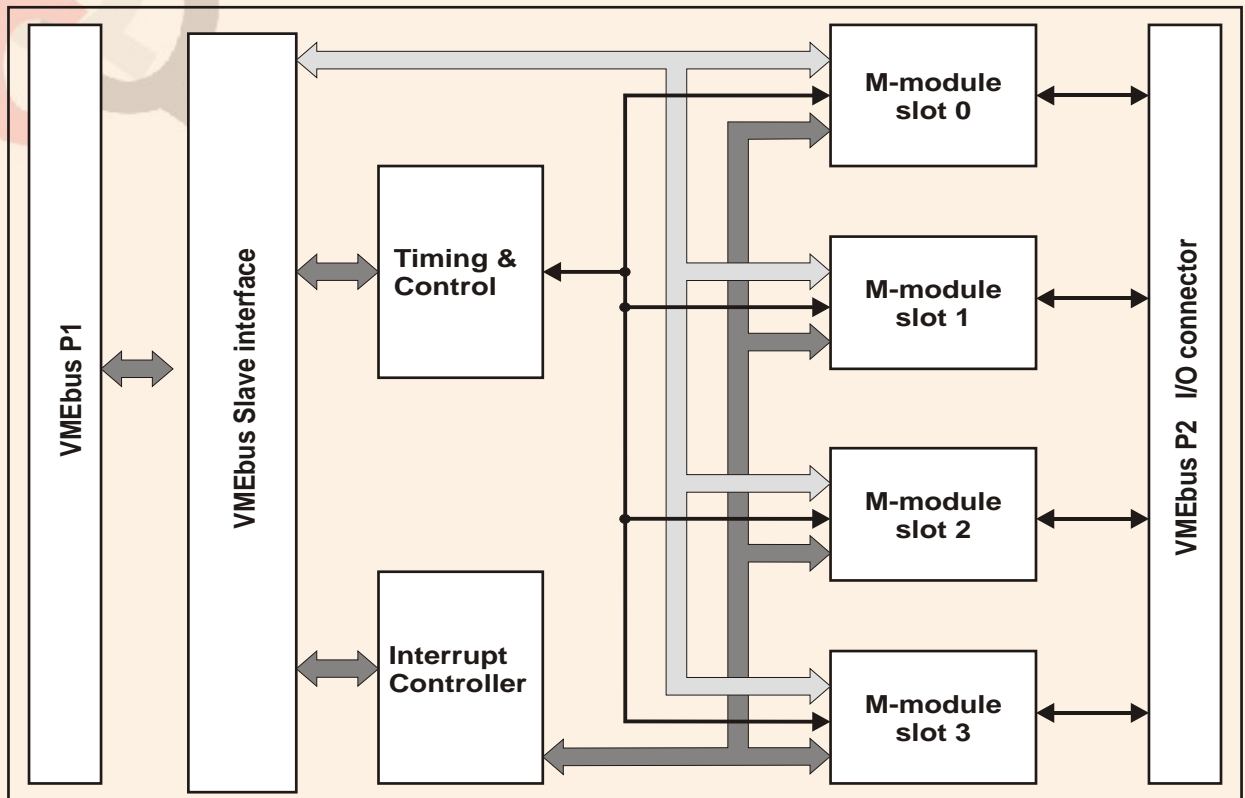 VMEbus P1
VMEbus Slave interface
Timing &
Control
Interrupt
Controller
M-module
slot 0
M-module
slot 1
M-module
slot 2
M-module
slot 3
VMEbus P2 I/O connector